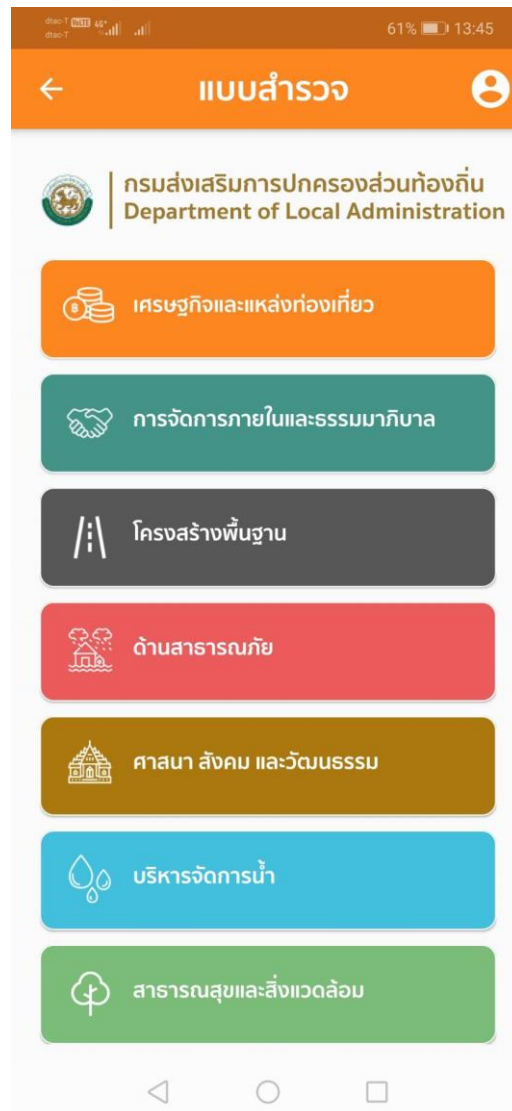 dtac-T VoLTE 4G+
dtac-T
61% 13:45
แบบสำรวจ
กรมส่งเสริมการปกครองส่วนท้องถิ่น
Department of Local Administration
เศรษฐกิจและแหล่งท่องเที่ยว
การจัดการภายในและธรรมมาภิบาล
โครงสร้างพื้นฐาน
ด้านสาธารณภัย
ศาสนา สังคม และวัฒนธรรม
บริหารจัดการน้ำ
สาธารณสุขและสิ่งแวดล้อม